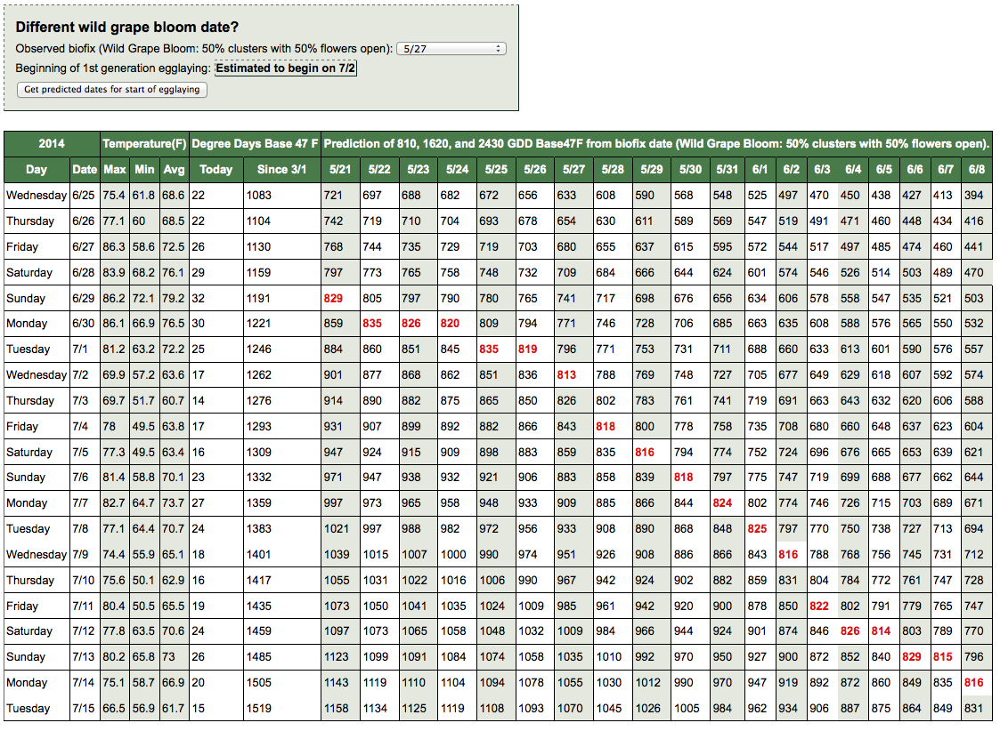 Different wild grape bloom date?
Observed biofix (Wild Grape Bloom: 50% clusters with 50% flowers open): 5/27
Beginning of 1st generation egglaying: Estimated to begin on 7/2
Get predicted dates for start of egglaying
2014 Temperature(F) Degree Days Base 47 F Prediction of 810, 1620, and 2430 GDD Base47F from biofix date (Wild Grape Bloom: 50% clusters with 50% flowers open).
Day Date Max Min Avg Today Since 3/1 5/21 5/22 5/23 5/24 5/25 5/26 5/27 5/28 5/29 5/30 5/31 6/1 6/2 6/3 6/4 6/5 6/6 6/7 6/8
Wednesday 6/25 75.4 61.8 68.6 22 1083 721 697 688 682 672 656 633 608 590 568 548 525 497 470 450 438 427 413 394
Thursday 6/26 77.1 60 68.5 22 1104 742 719 710 704 693 678 654 630 611 589 569 547 519 491 471 460 448 434 416
Friday 6/27 86.3 58.6 72.5 26 1130 768 744 735 729 719 703 680 655 637 615 595 572 544 517 497 485 474 460 441
Saturday 6/28 83.9 68.2 76.1 29 1159 797 773 765 758 748 732 709 684 666 644 624 601 574 546 526 514 503 489 470
Sunday 6/29 86.2 72.1 79.2 32 1191 829 805 797 790 780 765 741 717 698 676 656 634 606 578 558 547 535 521 503
Monday 6/30 86.1 66.9 76.5 30 1221 859 835 826 820 809 794 771 746 728 706 685 663 635 608 588 576 565 550 532
Tuesday 7/1 81.2 63.2 72.2 25 1246 884 860 851 845 835 819 796 771 753 731 711 688 660 633 613 601 590 576 557
Wednesday 7/2 69.9 57.2 63.6 17 1262 901 877 868 862 851 836 813 788 769 748 727 705 677 649 629 618 607 592 574
Thursday 7/3 69.7 51.7 60.7 14 1276 914 890 882 875 865 850 826 802 783 761 741 719 691 663 643 632 620 606 588
Friday 7/4 78 49.5 63.8 17 1293 931 907 899 892 882 866 843 818 800 778 758 735 708 680 660 648 637 623 604
Saturday 7/5 77.3 49.5 63.4 16 1309 947 924 915 909 898 883 859 835 816 794 774 752 724 696 676 665 653 639 621
Sunday 7/6 81.4 58.8 70.1 23 1332 971 947 938 932 921 906 883 858 839 818 797 775 747 719 699 688 677 662 644
Monday 7/7 82.7 64.7 73.7 27 1359 997 973 965 958 948 933 909 885 866 844 824 802 774 746 726 715 703 689 671
Tuesday 7/8 77.1 64.4 70.7 24 1383 1021 997 988 982 972 956 933 908 890 868 848 825 797 770 750 738 727 713 694
Wednesday 7/9 74.4 55.9 65.1 18 1401 1039 1015 1007 1000 990 974 951 926 908 886 866 843 816 788 768 756 745 731 712
Thursday 7/10 75.6 50.1 62.9 16 1417 1055 1031 1022 1016 1006 990 967 942 924 902 882 859 831 804 784 772 761 747 728
Friday 7/11 80.4 50.5 65.5 19 1435 1073 1050 1041 1035 1024 1009 985 961 942 920 900 878 850 822 802 791 779 765 747
Saturday 7/12 77.8 63.5 70.6 24 1459 1097 1073 1065 1058 1048 1032 1009 984 966 944 924 901 874 846 826 814 803 789 770
Sunday 7/13 80.2 65.8 73 26 1485 1123 1099 1091 1084 1074 1058 1035 1010 992 970 950 927 900 872 852 840 829 815 796
Monday 7/14 75.1 58.7 66.9 20 1505 1143 1119 1110 1104 1094 1078 1055 1030 1012 990 970 947 919 892 872 860 849 835 816
Tuesday 7/15 66.5 56.9 61.7 15 1519 1158 1134 1125 1119 1108 1093 1070 1045 1026 1005 984 962 934 906 887 875 864 849 831